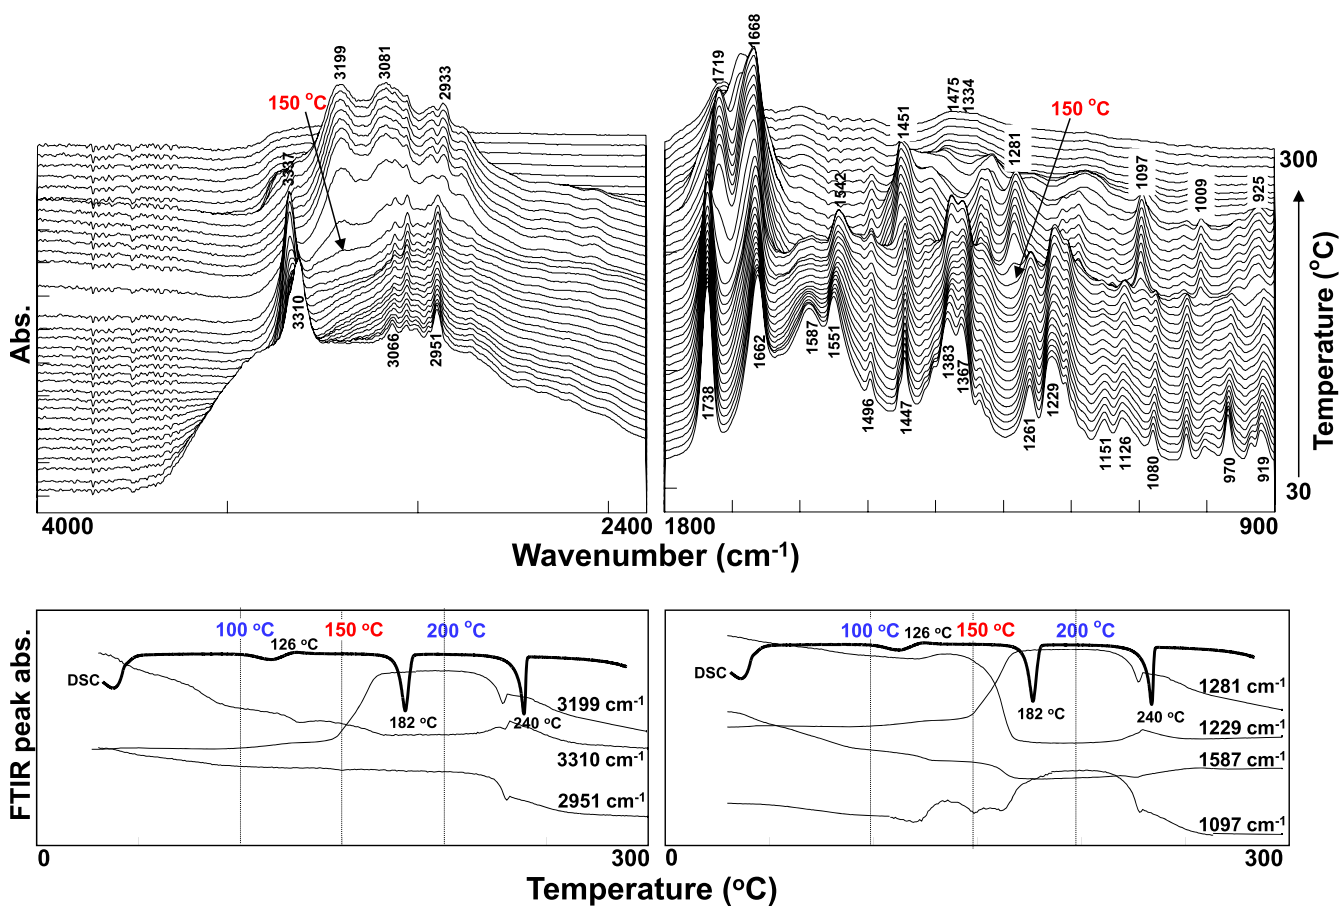 3199
3081
2933
150 °C
3337
3310
3066
2951
1719
1668
1475
1334
150 °C
1451
1281
1542
1097
1009
925
300
1587
1551
1662
1383
1367
1738
1496
1447
1261
1229
1151
1126
1080
970
919
30
Abs.
Temperature (°C)
4000
2400
1800
900
Wavenumber (cm-1)
FTIR peak abs.
100 °C
150 °C
200 °C
126 °C
DSC
182 °C
240 °C
3199 cm-1
3310 cm-1
2951 cm-1
0
300
100 °C
150 °C
200 °C
126 °C
DSC
182 °C
240 °C
1281 cm-1
1229 cm-1
1587 cm-1
1097 cm-1
0
300
Temperature (°C)